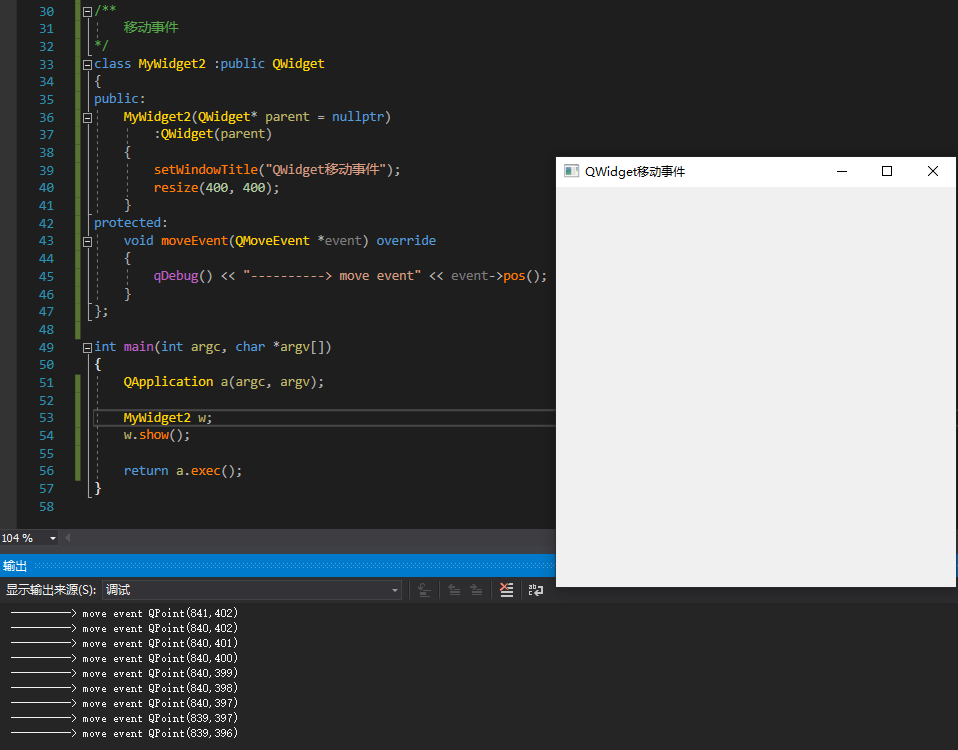 30 /**
31 移动事件
32 */
33 class MyWidget2 :public QWidget
34 {
35 public:
36 MyWidget2(QWidget* parent = nullptr)
37 :QWidget(parent)
38 {
39 setWindowTitle("QWidget移动事件");
40 resize(400, 400);
41 }
42 protected:
43 void moveEvent(QMoveEvent *event) override
44 {
45 qDebug() << "----------> move event" << event->pos();
46 }
47 };
48
49 int main(int argc, char *argv[])
50 {
51 QApplication a(argc, argv);
52
53 MyWidget2 w;
54 w.show();
55
56 return a.exec();
57 }
58
QWidget移动事件
104 %
输出
显示输出来源(S): 调试
----------> move event QPoint(841,402)
----------> move event QPoint(840,402)
----------> move event QPoint(840,401)
----------> move event QPoint(840,400)
----------> move event QPoint(840,399)
----------> move event QPoint(840,398)
----------> move event QPoint(840,397)
----------> move event QPoint(839,397)
----------> move event QPoint(839,396)